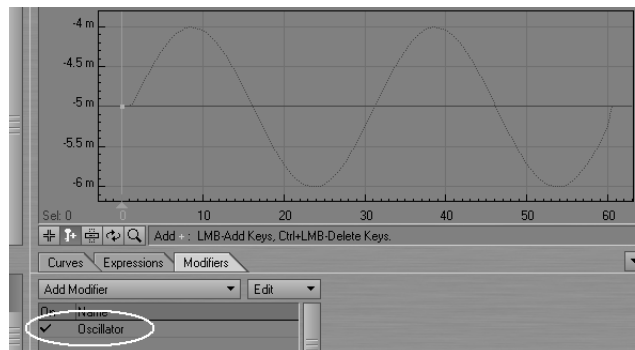 -4 m
-4.5 m
-5 m
-5.5 m
-6 m
Sel: 0 0 10 20 30 40 50 60
Add + : LMB-Add Keys, Ctrl+LMB-Delete Keys.
Curves Expressions Modifiers
Add Modifier Edit
On Name
Oscillator